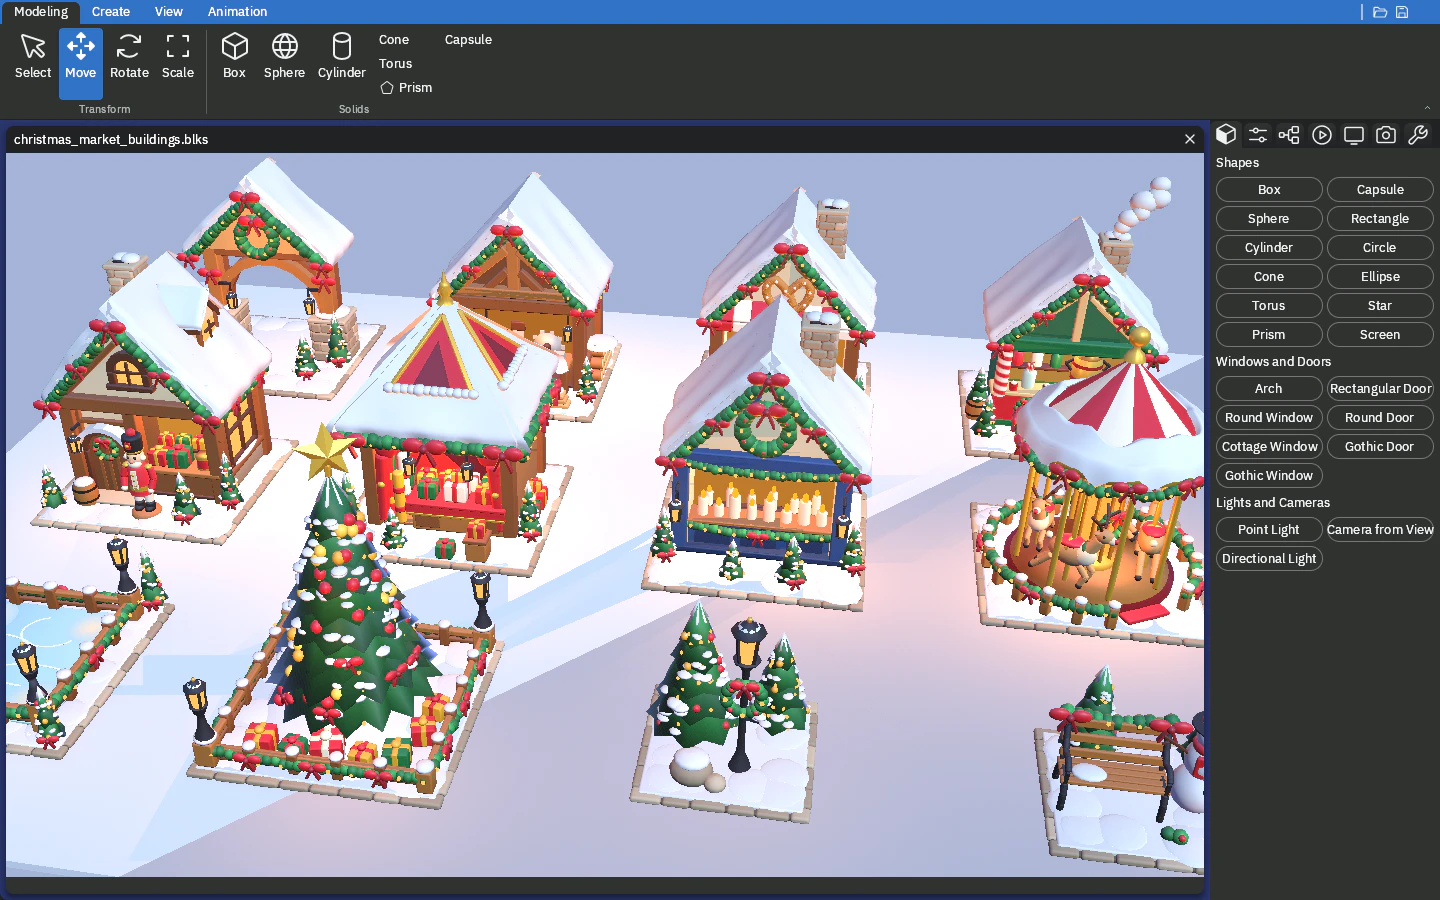 Modeling Create View Animation
Select Move Rotate Scale Box Sphere Cylinder Cone Capsule
Torus
Prism
Transform Solids
christmas_market_buildings.blks
Shapes
Box Capsule
Sphere Rectangle
Cylinder Circle
Cone Ellipse
Torus Star
Prism Screen
Windows and Doors
Arch Rectangular Door
Round Window Round Door
Cottage Window Gothic Door
Gothic Window
Lights and Cameras
Point Light Camera from View
Directional Light